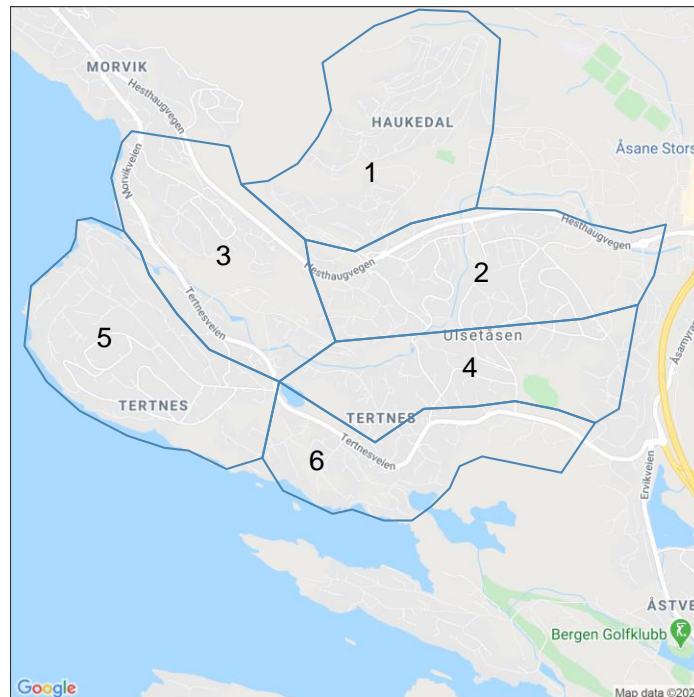 MORVIK
Hesthaugvegen
HAUKEDAL
Åsane Stors
1
Morvikveien
3
Hesthaugvegen
Hesthaugvegen
2
Tertnesveien
5
Ulsetåsen
Åsamyra
4
TERTNES
TERTNES
Tertnesveien
6
Ervikveien
ÅSTVE
Bergen Golfklubb
Google
Map data ©202